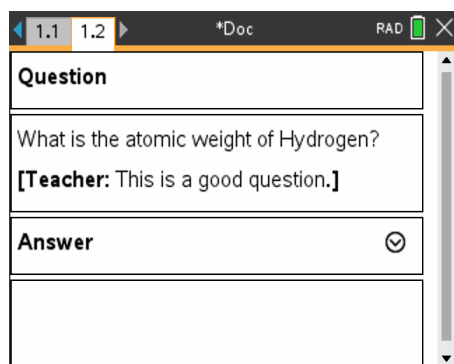 1.1 1.2 *Doc RAD
Question
What is the atomic weight of Hydrogen?
[Teacher: This is a good question.]
Answer